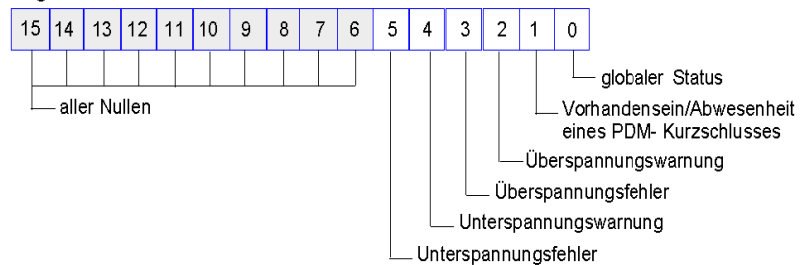 15 14 13 12 11 10 9 8 7 6 5 4 3 2 1 0
globaler Status
aller Nullen
Vorhandensein/Abwesenheit
eines PDM- Kurzschlusses
Überspannungswarnung
Überspannungsfehler
Unterspannungswarnung
Unterspannungsfehler